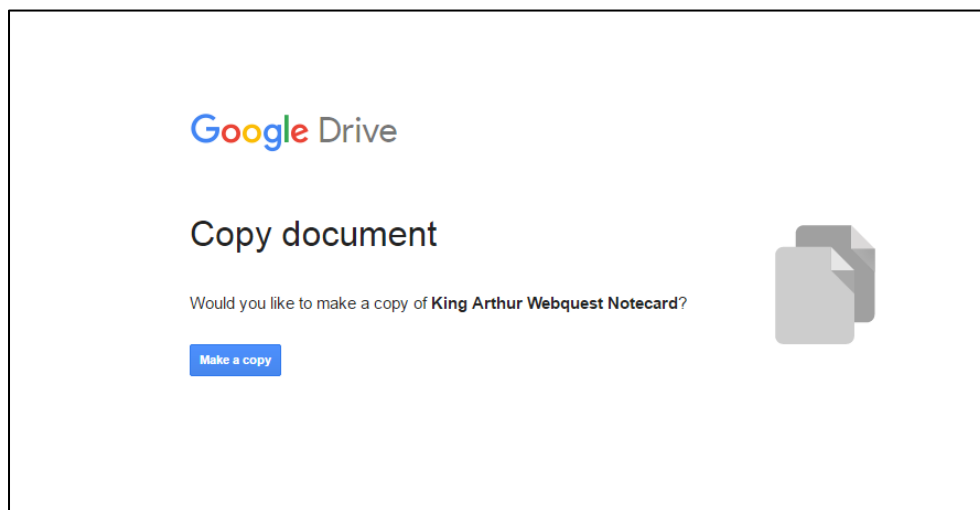 Google Drive
Copy document
Would you like to make a copy of King Arthur Webquest Notecard?
Make a copy